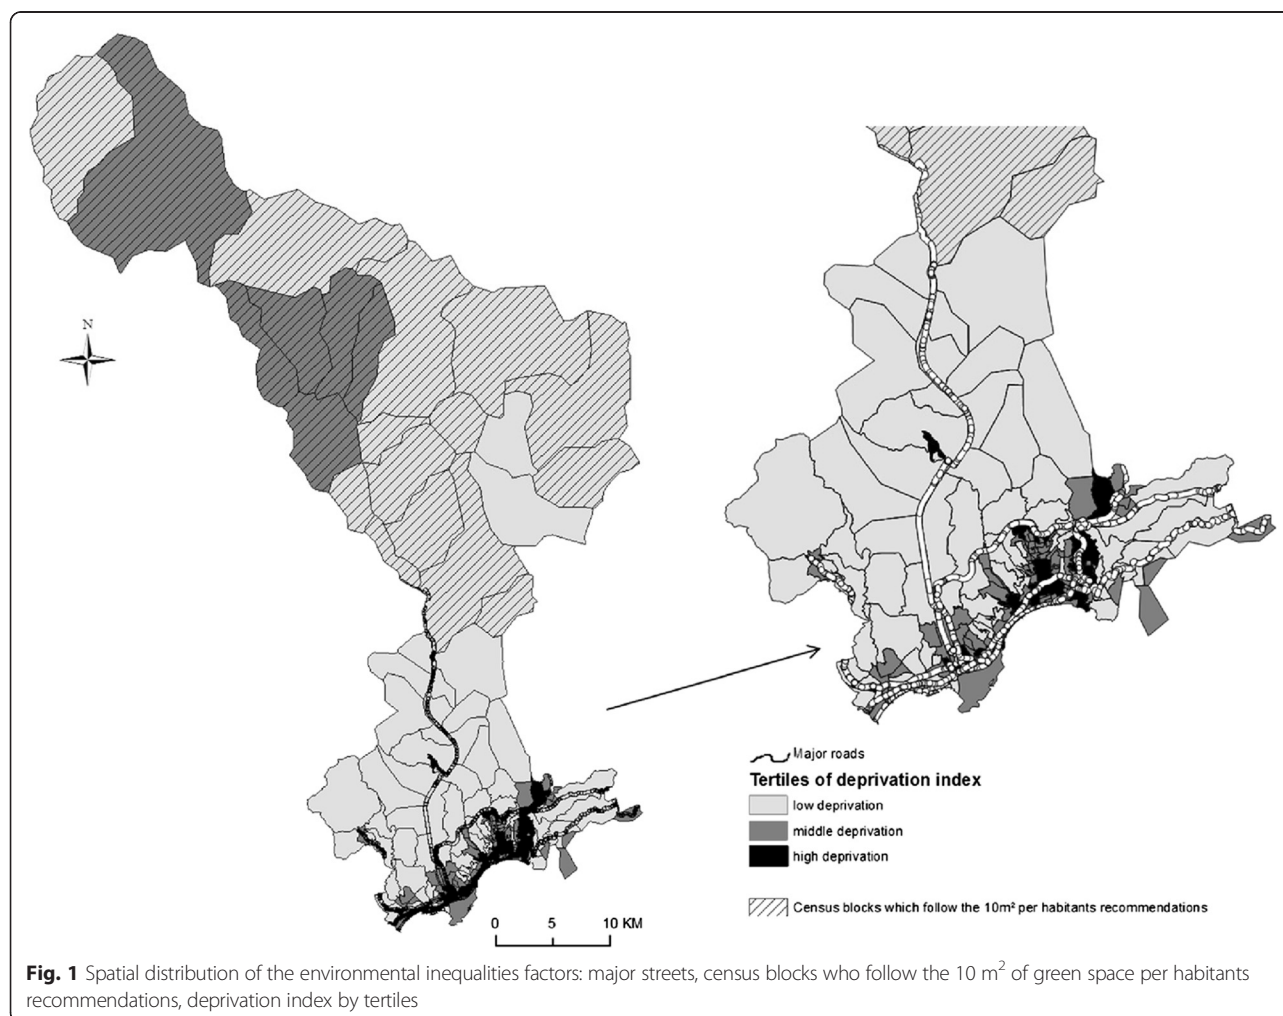 N
Major roads
Tertiles of deprivation index
low deprivation
middle deprivation
high deprivation
Census blocks which follow the 10m² per habitants recommendations
0 5 10 KM
Fig. 1 Spatial distribution of the environmental inequalities factors: major streets, census blocks who follow the 10 m² of green space per habitants
recommendations, deprivation index by tertiles